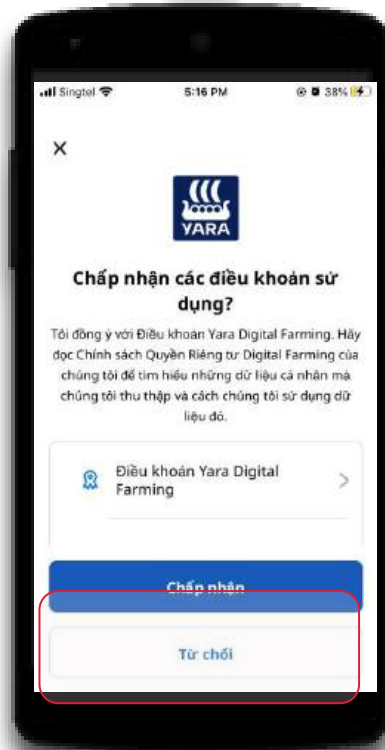 Singtel 5:16 PM 38%
×
YARA
Chấp nhận các điều khoản sử
dụng?
Tôi đồng ý với Điều khoản Yara Digital Farming. Hãy
đọc Chính sách Quyền Riêng tư Digital Farming của
chúng tôi để tìm hiểu những dữ liệu cá nhân mà
chúng tôi thu thập và cách chúng tôi sử dụng dữ
liệu đó.
Điều khoản Yara Digital
Farming
Chấp nhận
Từ chối